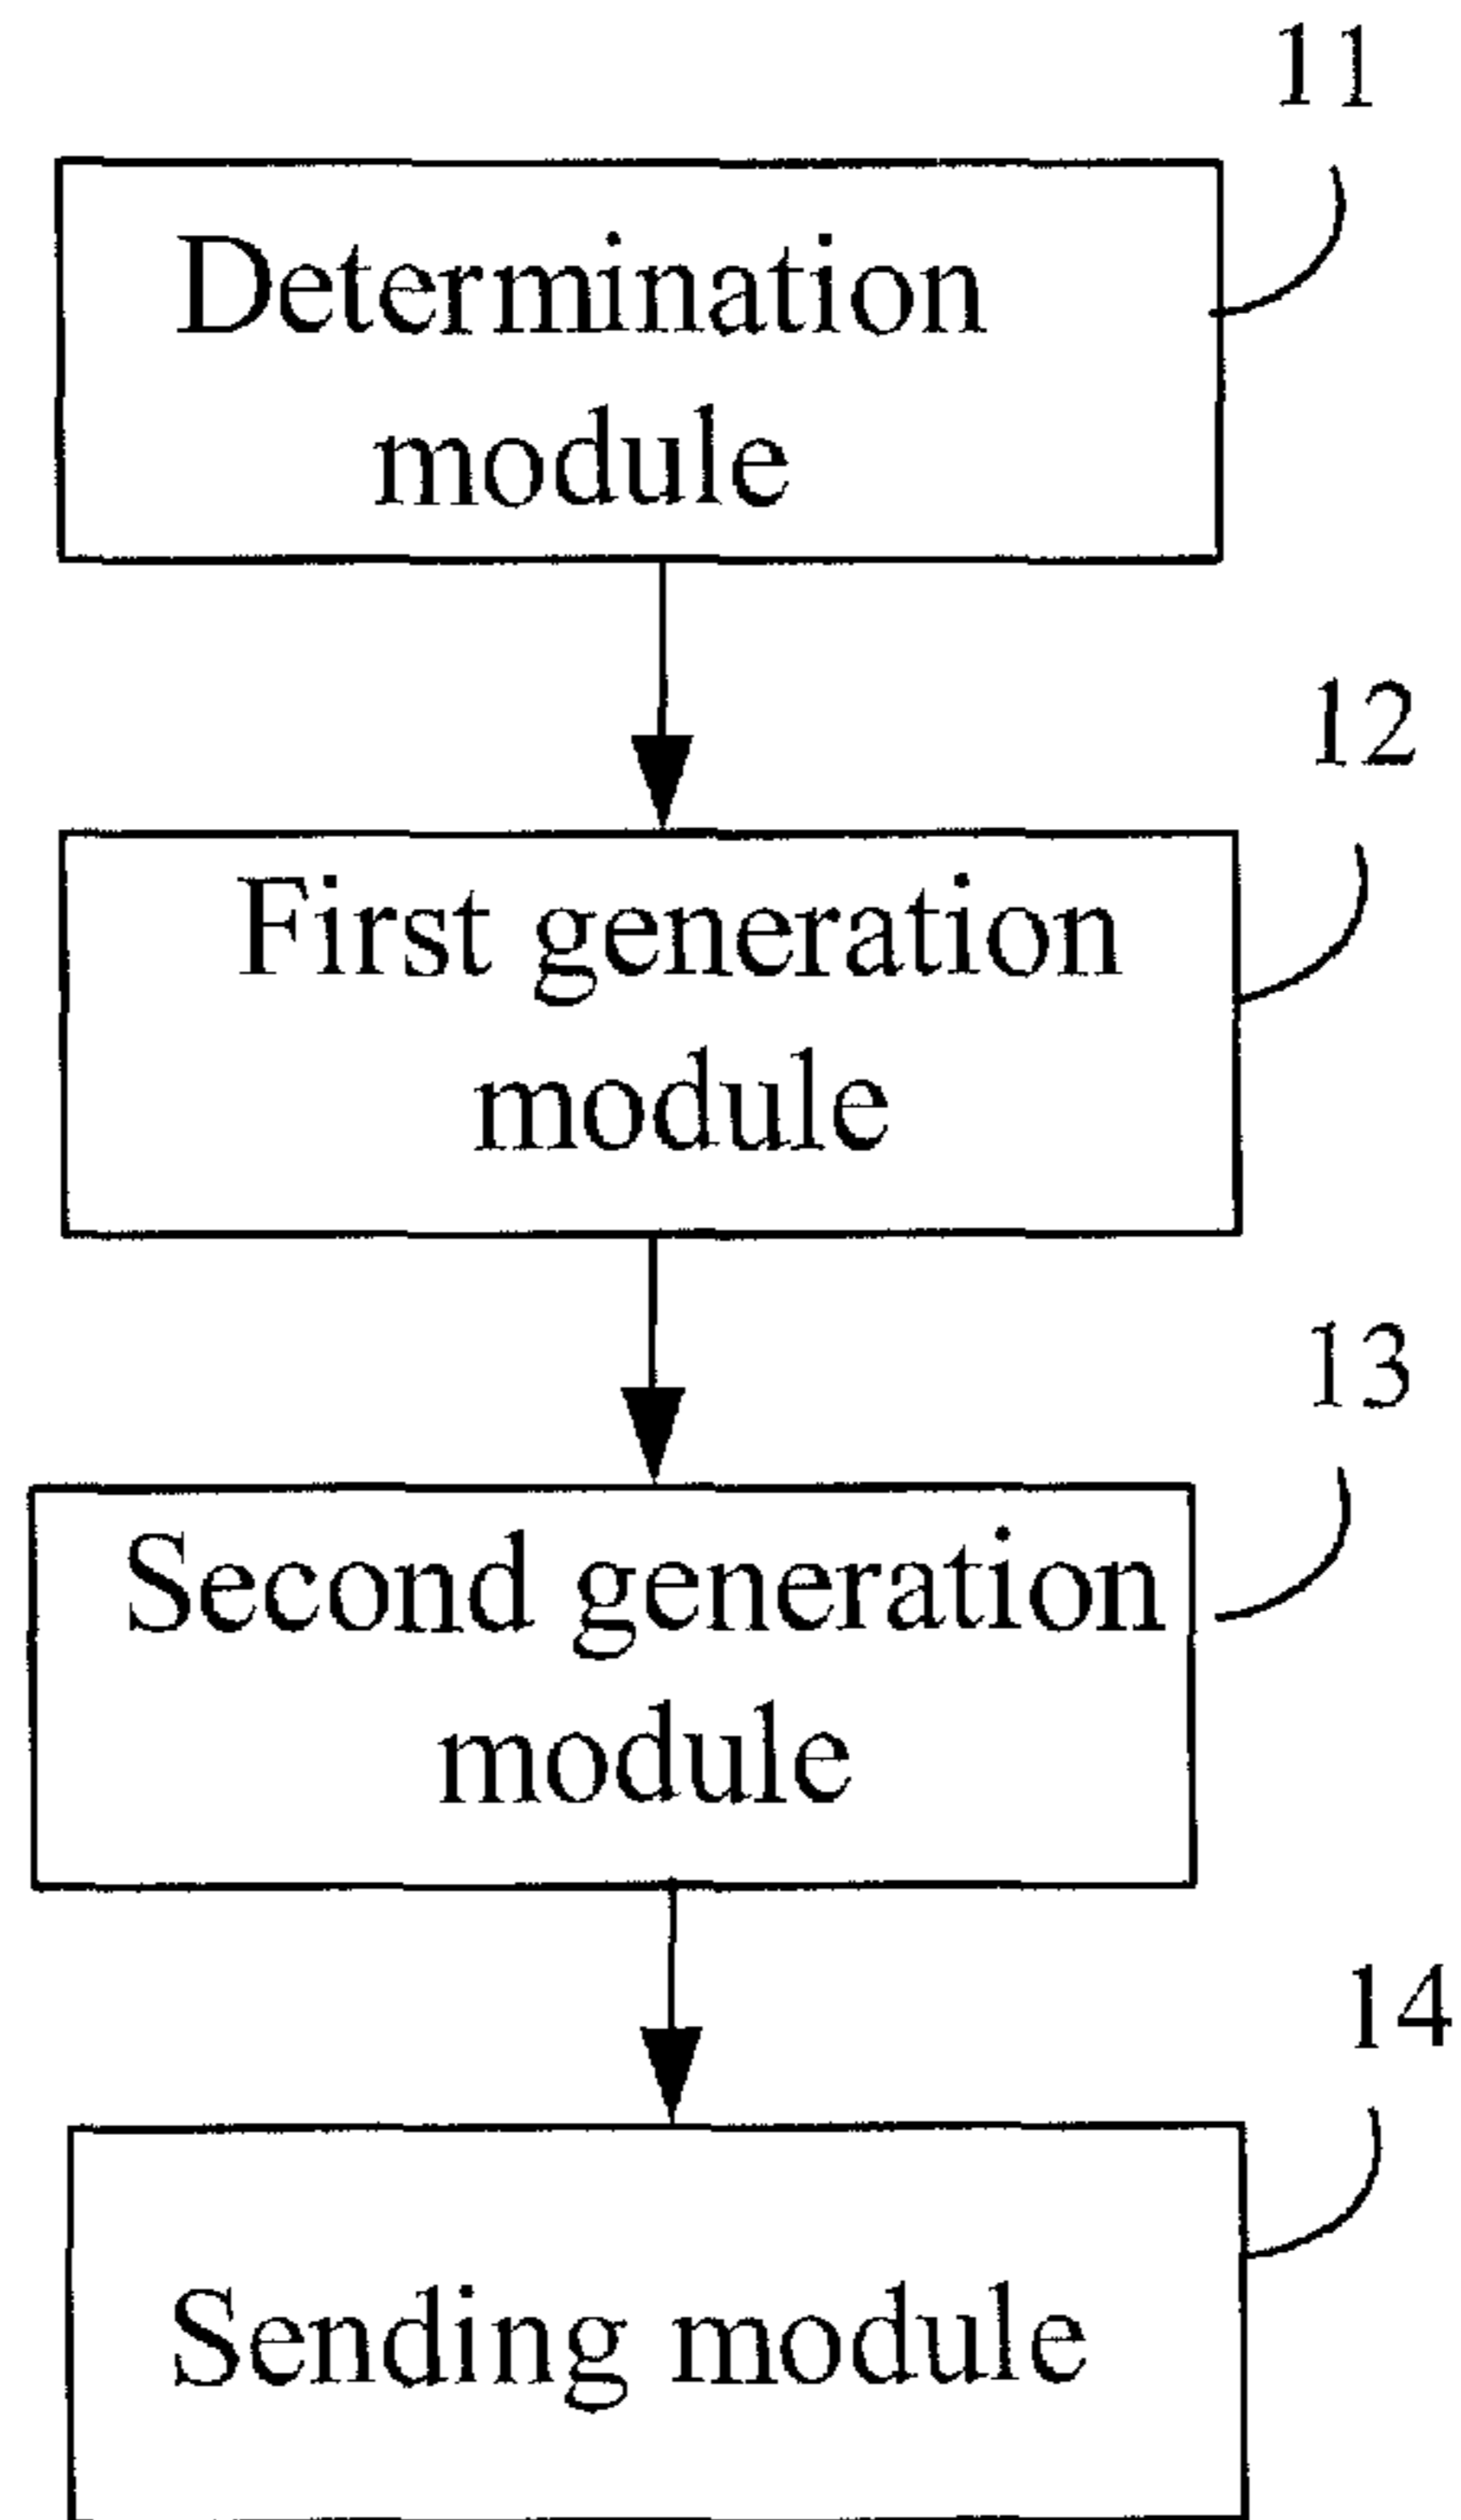 11
Determination
module
12
First generation
module
13
Second generation
module
14
Sending module